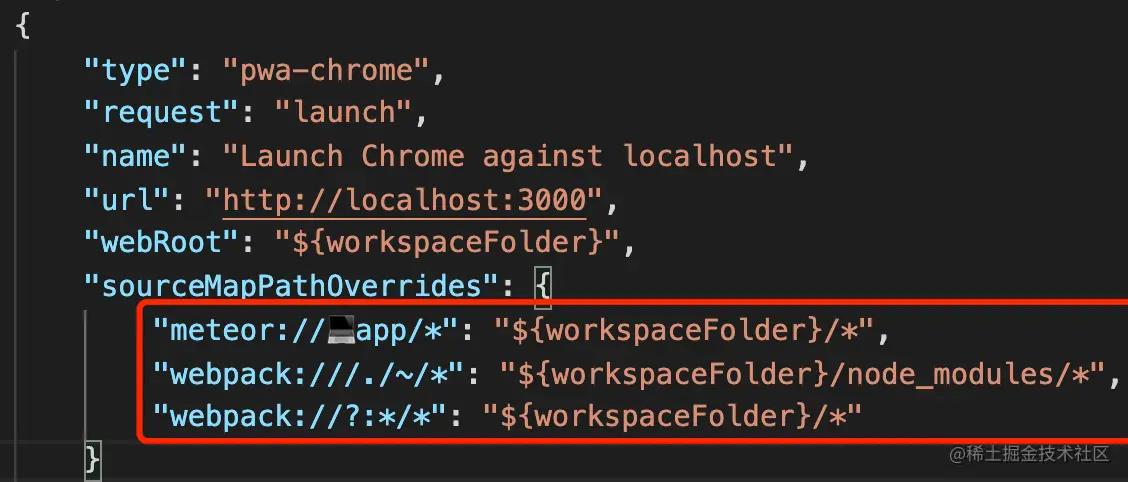 {
"type": "pwa-chrome",
"request": "launch",
"name": "Launch Chrome against localhost",
"url": "http://localhost:3000",
"webRoot": "${workspaceFolder}",
"sourceMapPathOverrides": {
"meteor://💻app/*": "${workspaceFolder}/*",
"webpack:///./~/*": "${workspaceFolder}/node_modules/*",
"webpack://?:*/*": "${workspaceFolder}/*"
}
@稀土掘金技术社区